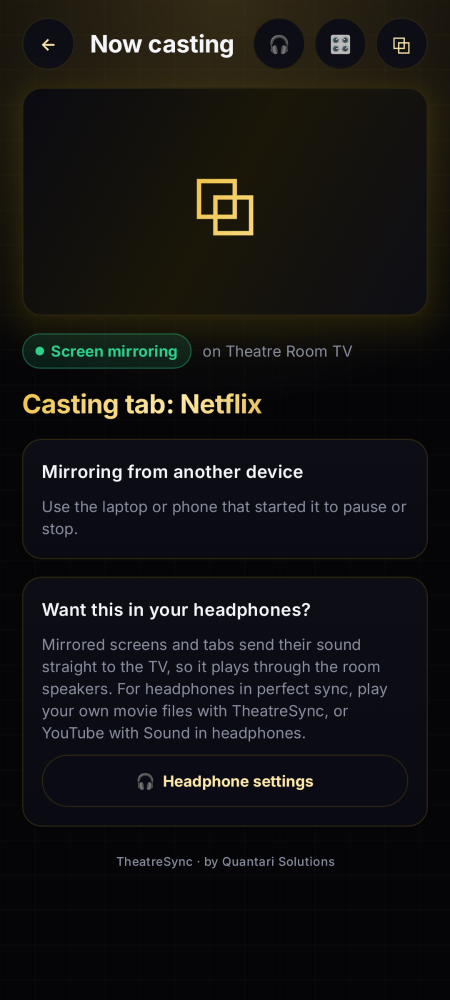 Now casting
Screen mirroring
on Theatre Room TV
Casting tab: Netflix
Mirroring from another device
Use the laptop or phone that started it to pause or
stop.
Want this in your headphones?
Mirrored screens and tabs send their sound
straight to the TV, so it plays through the room
speakers. For headphones in perfect sync, play
your own movie files with TheatreSync, or
YouTube with Sound in headphones.
Headphone settings
TheatreSync · by Quantari Solutions